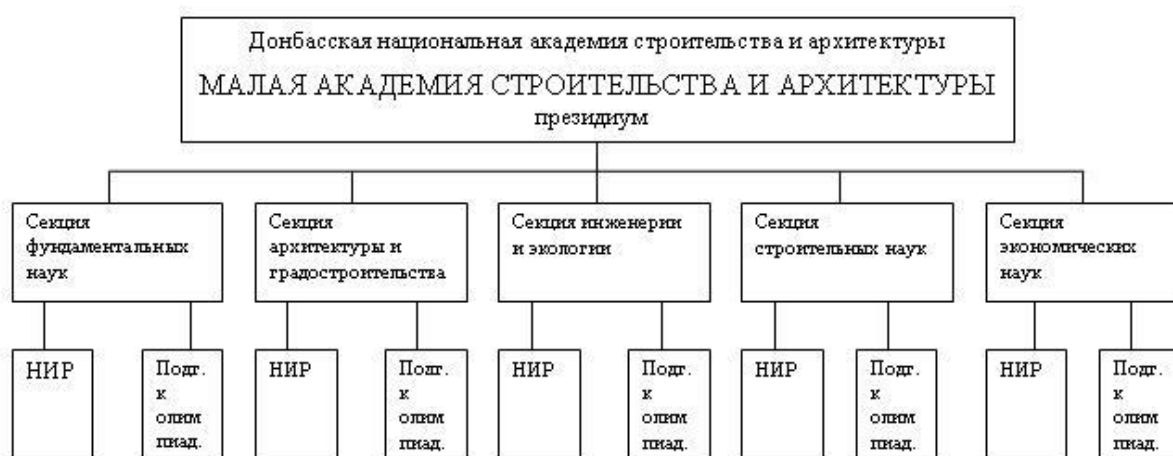 Донбасская национальная академия строительства и архитектуры
МАЛАЯ АКАДЕМИЯ СТРОИТЕЛЬСТВА И АРХИТЕКТУРЫ
президиум
Секция
фундаментальных
наук
Секция
архитектуры и
градостроительства
Секция инженерии
и экологии
Секция
строительных наук
Секция
экономических
наук
НИР
Подг.
к
олим
пиад.
НИР
Подг.
к
олим
пиад.
НИР
Подг.
к
олим
пиад.
НИР
Подг.
к
олим
пиад.
НИР
Подг.
к
олим
пиад.